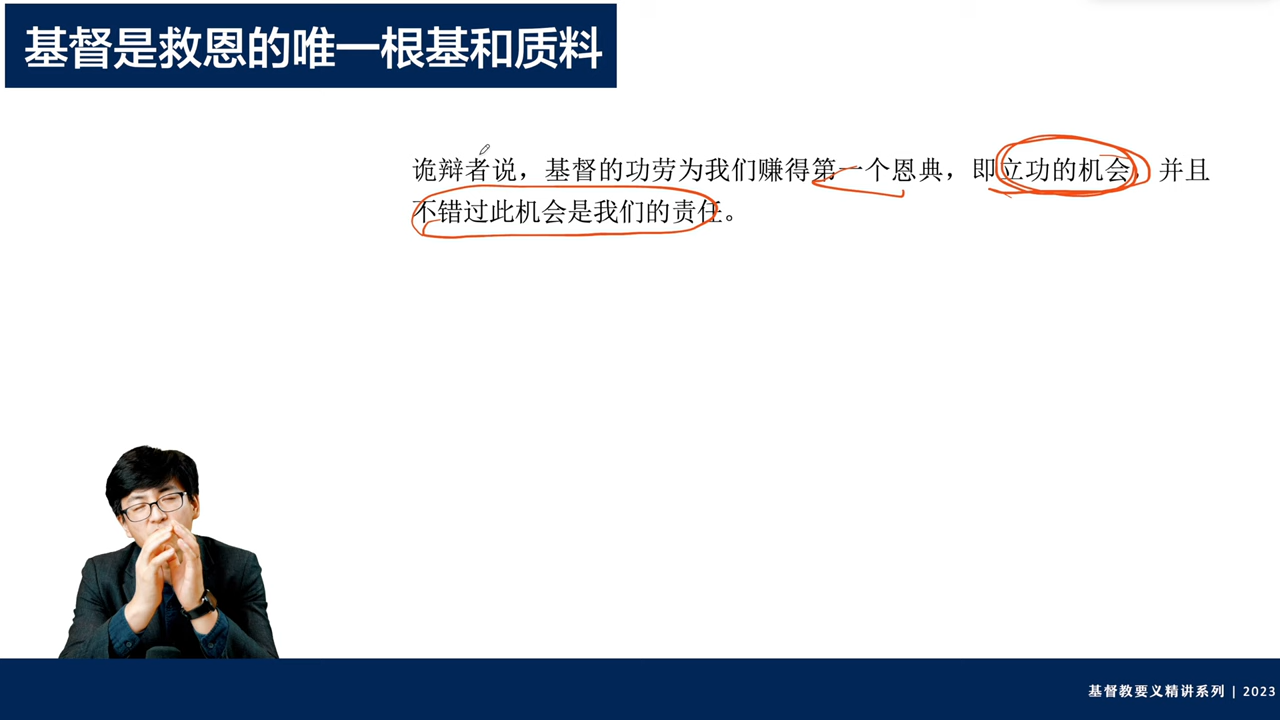 基督是救恩的唯一根基和质料
诡辩者说，基督的功劳为我们赚得第一个恩典，即立功的机会，并且
不错过此机会是我们的责任。
基督教要义精讲系列 | 2023